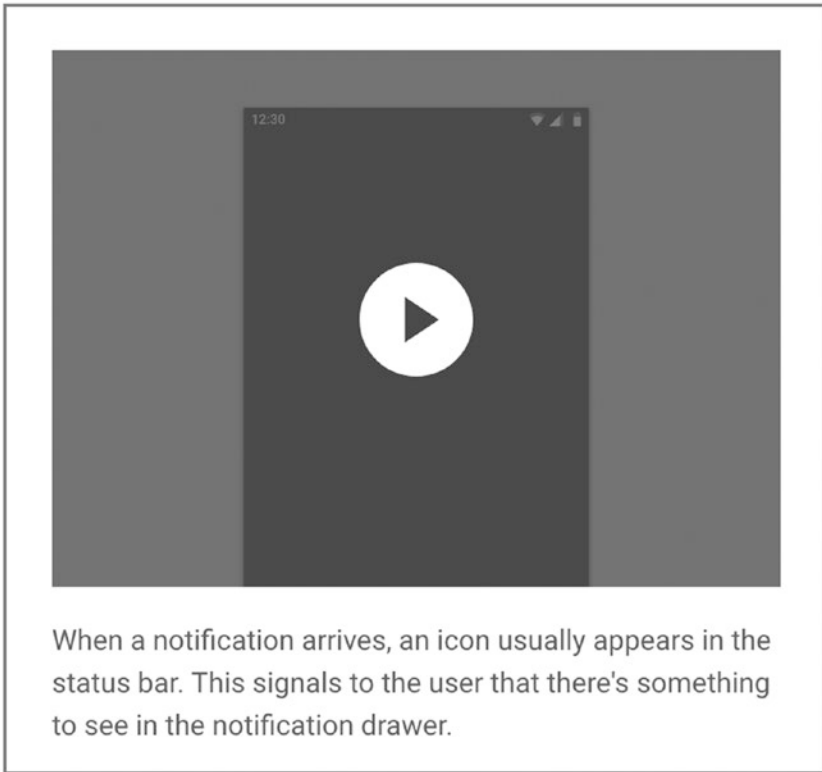 12:30
When a notification arrives, an icon usually appears in the
status bar. This signals to the user that there's something
to see in the notification drawer.